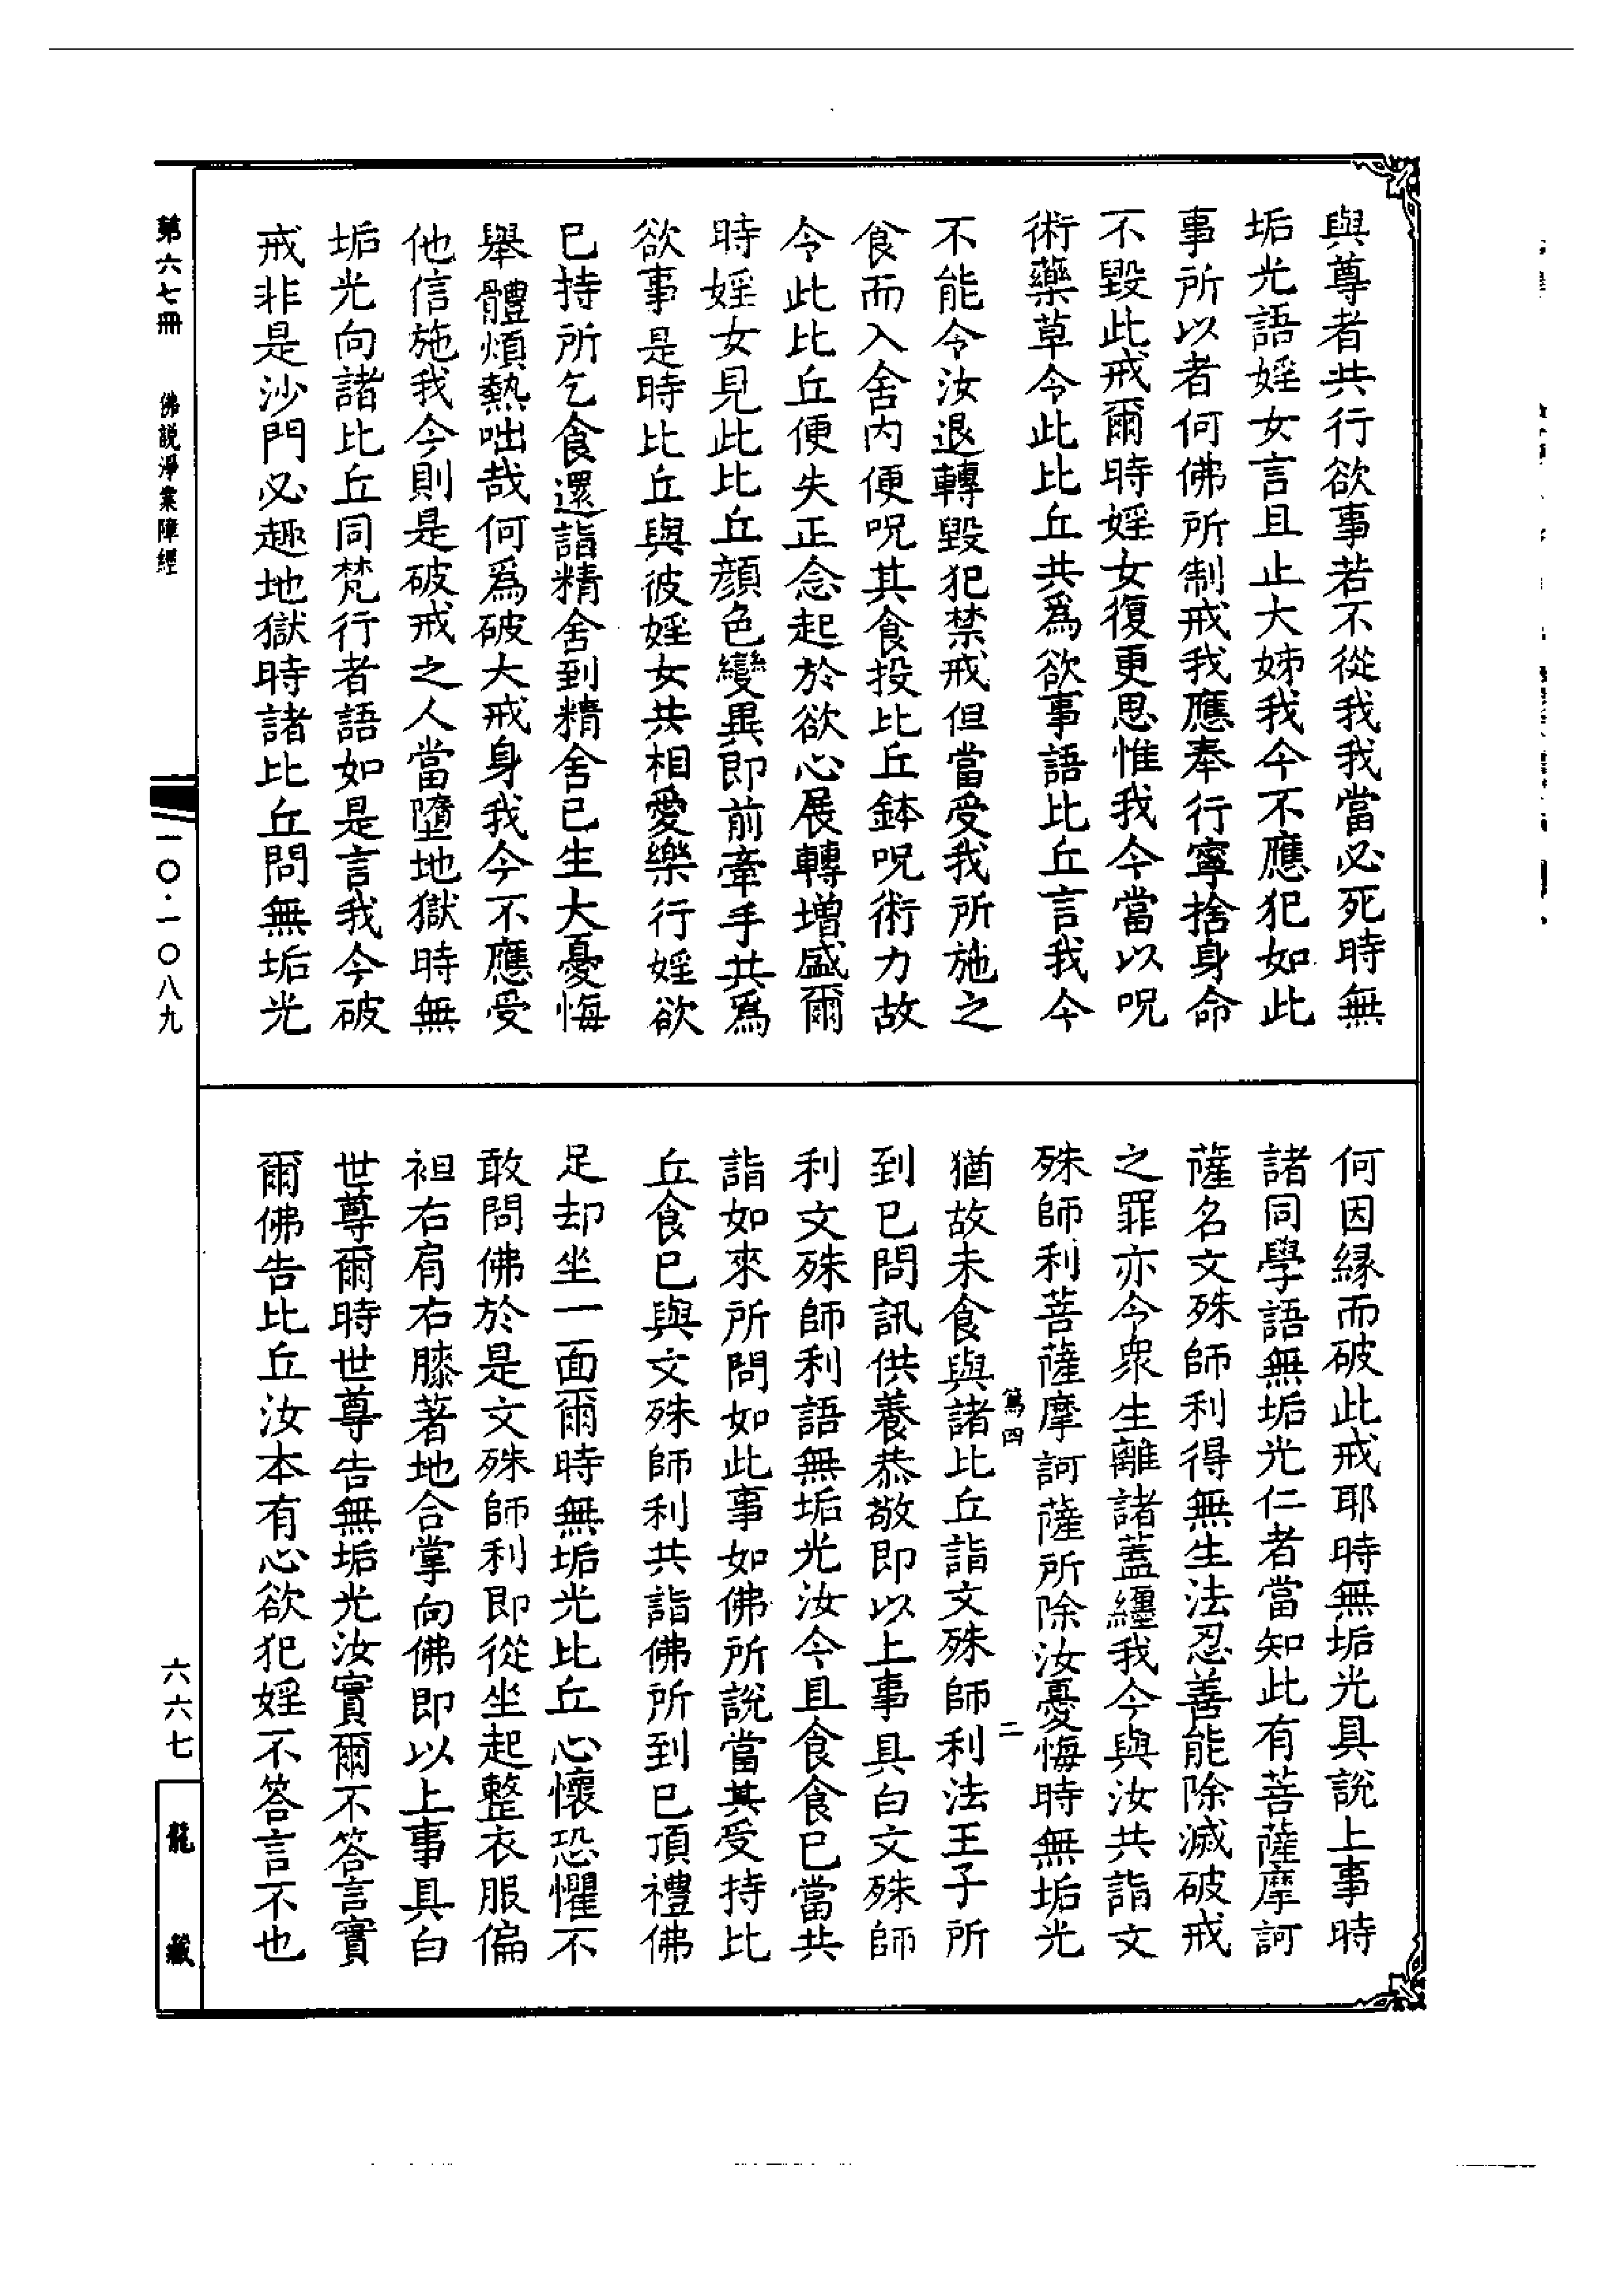 與尊者共行欲事若不從我我當必死時無
垢光語婬女言且止大姊我今不應犯如此
事所以者何佛所制戒我應奉行寧捨身命
不毀此戒爾時婬女復更思惟我今當以呪
術藥草令此比丘共爲欲事語比丘言我今
不能令汝退轉毀犯禁戒但當受我所施之
食而入舍内便呪其食投比丘鉢呪術力故
令此比丘便失正念起於欲心展轉增盛爾
時婬女見此比丘顔色變異即前牽手共爲
欲事是時比丘與彼婬女共相愛樂行婬欲
已持所乞食還詣精舍到精舍已生大憂悔
舉體煩熱咄哉何爲破大戒身我今不應受
他信施我今則是破戒之人當墮地獄時無
垢光向諸比丘同梵行者語如是言我今破
戒非是沙門必趣地獄時諸比丘問無垢光
何因縁而破此戒耶時無垢光具說上事時
諸同學語無垢光仁者當知此有菩薩摩訶
薩名文殊師利得無生法忍善能除滅破戒
之罪亦令衆生離諸蓋纏我今與汝共詣文
殊師利菩薩摩訶薩所除汝憂悔時無垢光
篤四 二
猶故未食與諸比丘詣文殊師利法王子所
到已問訊供養恭敬即以上事具白文殊師
利文殊師利語無垢光汝今且食食已當共
詣如來所問如此事如佛所說當其受持比
丘食已與文殊師利共詣佛所到已頂禮佛
足却坐一面爾時無垢光比丘心懷恐懼不
敢問佛於是文殊師利即從坐起整衣服偏
袒右肩右膝著地合掌向佛即以上事具白
世尊爾時世尊告無垢光汝實爾不答言實
爾佛告比丘汝本有心欲犯婬不答言不也
第六七冊 佛說淨業障經
一〇·一〇八九
六六七
龍藏